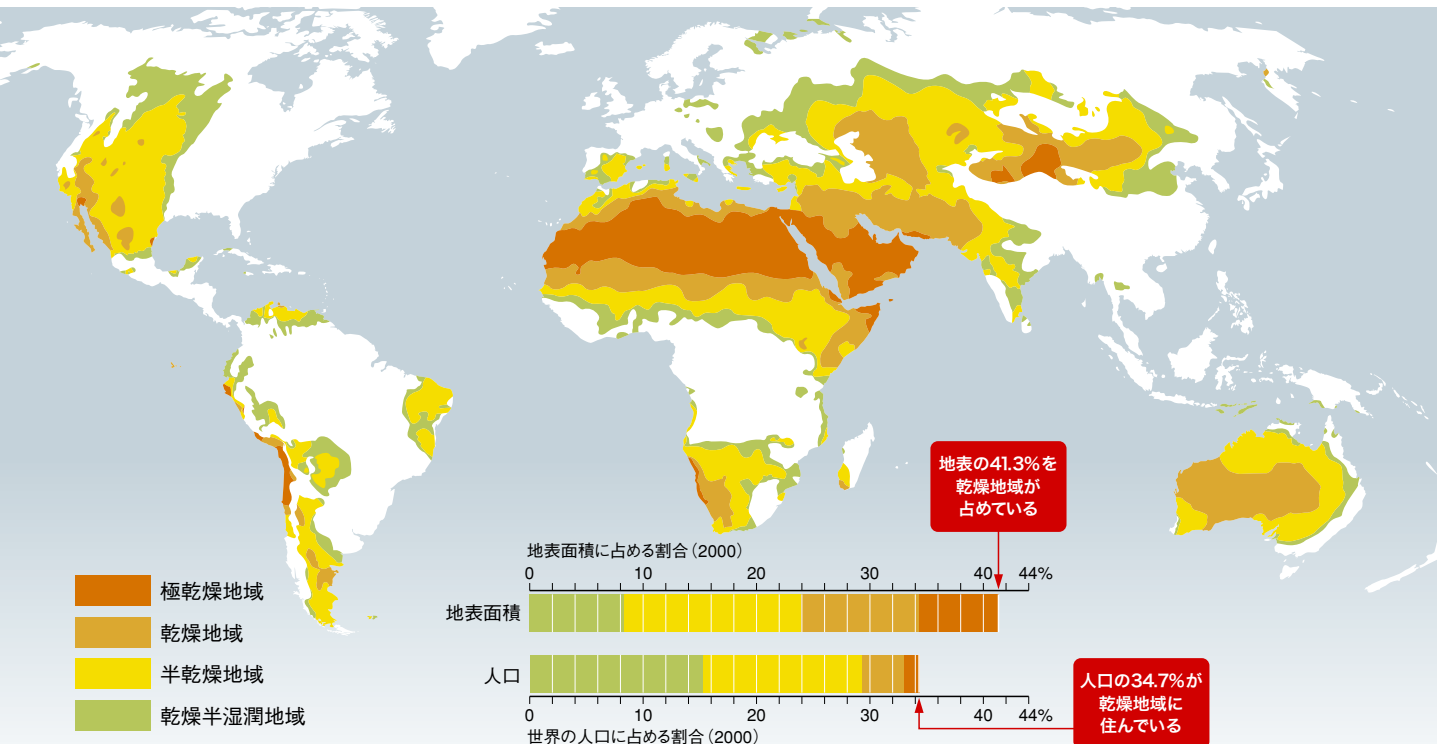 地表の41.3%を
乾燥地域が
占めている
地表面積に占める割合(2000)
0 10 20 30 40 44%
地表面積
人口
0 10 20 30 40 44%
世界の人口に占める割合(2000)
人口の34.7%が
乾燥地域に
住んでいる
極乾燥地域
乾燥地域
半乾燥地域
乾燥半湿潤地域